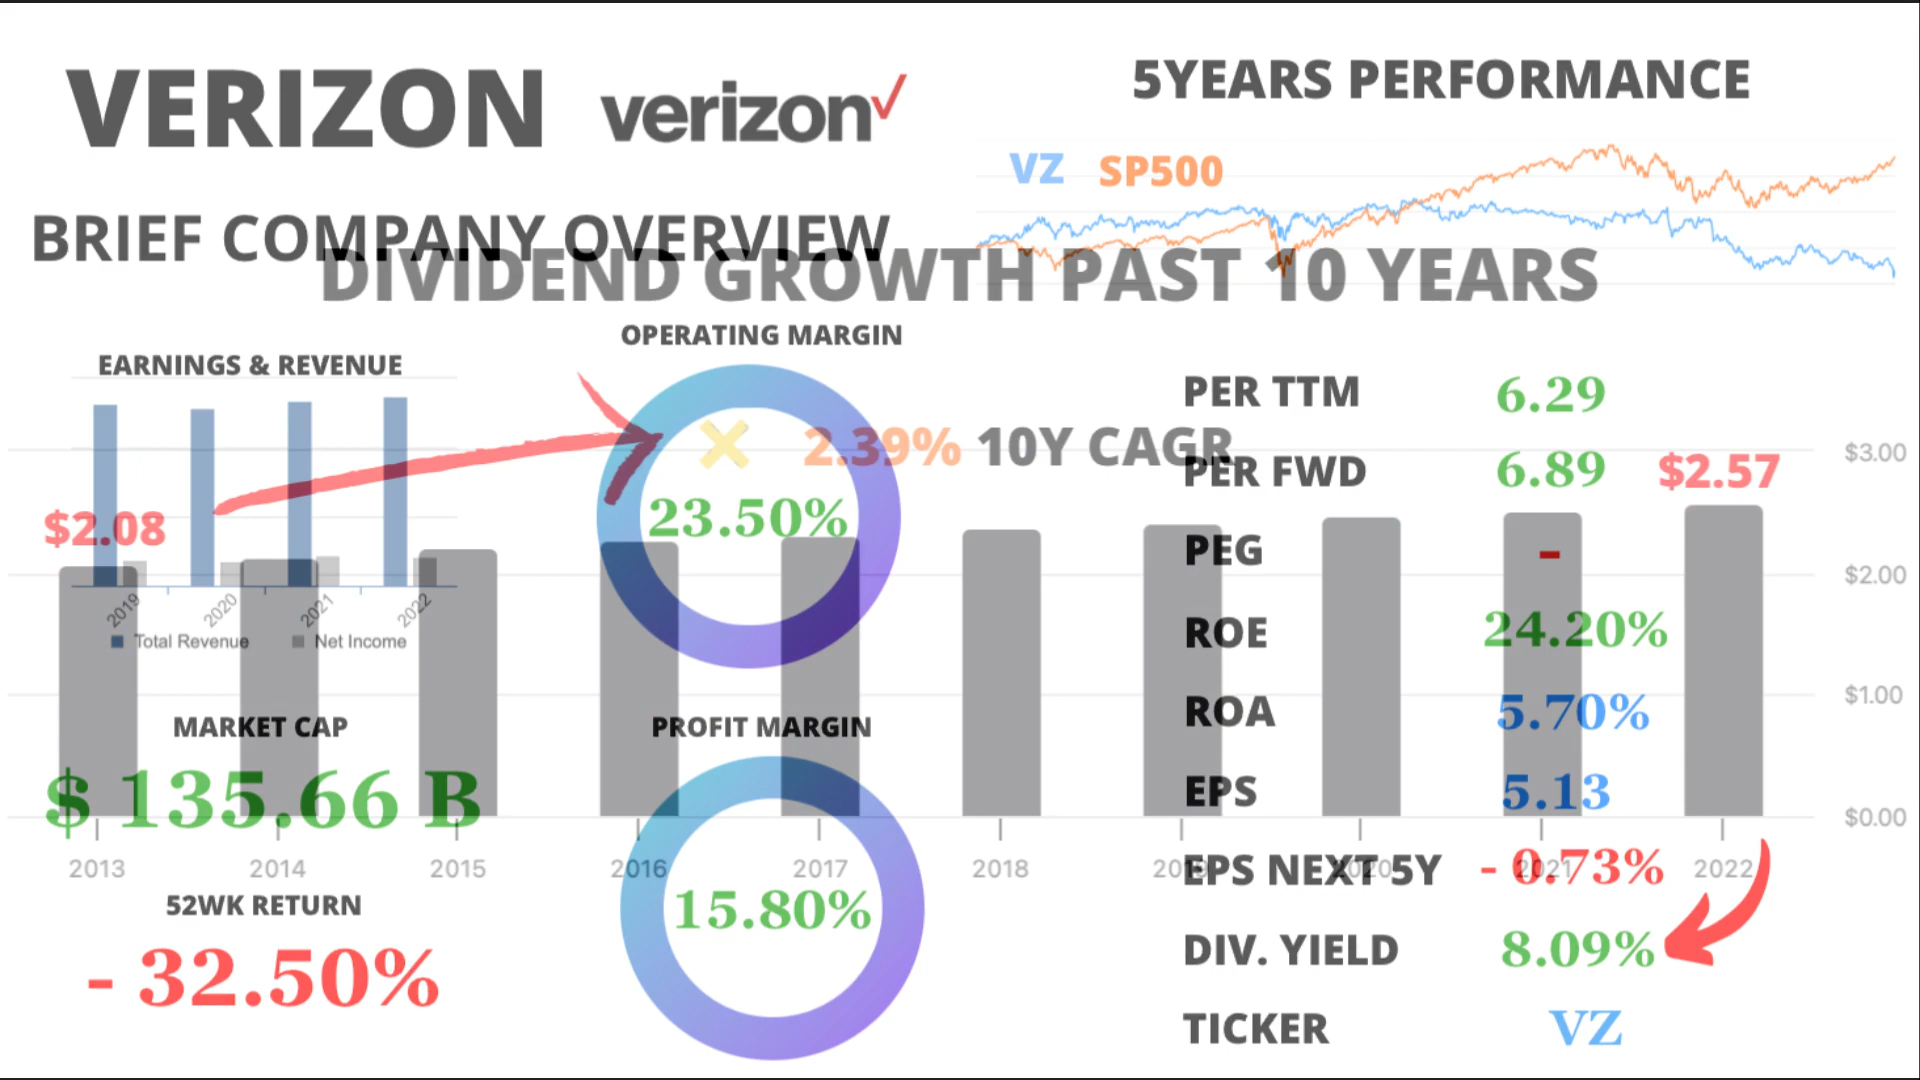 VERIZON
verizon
BRIEF COMPANY OVERVIEW
5YEARS PERFORMANCE
VZ SP500
DIVIDEND GROWTH PAST 10 YEARS
EARNINGS & REVENUE
2019 2020 2021 2022
Total Revenue Net Income
$2.08
OPERATING MARGIN
23.50%
2.39% 10Y CAGR
MARKET CAP
$ 135.66 B
PROFIT MARGIN
15.80%
52WK RETURN
- 32.50%
PER TTM 6.29
PER FWD 6.89
$2.57
PEG -
ROE 24.20%
ROA 5.70%
EPS 5.13
EPS NEXT 5Y - 0.73%
DIV. YIELD 8.09%
TICKER VZ
$3.00
$2.00
$1.00
$0.00
2013 2014 2015 2016 2017 2018 2019 2020 2021 2022